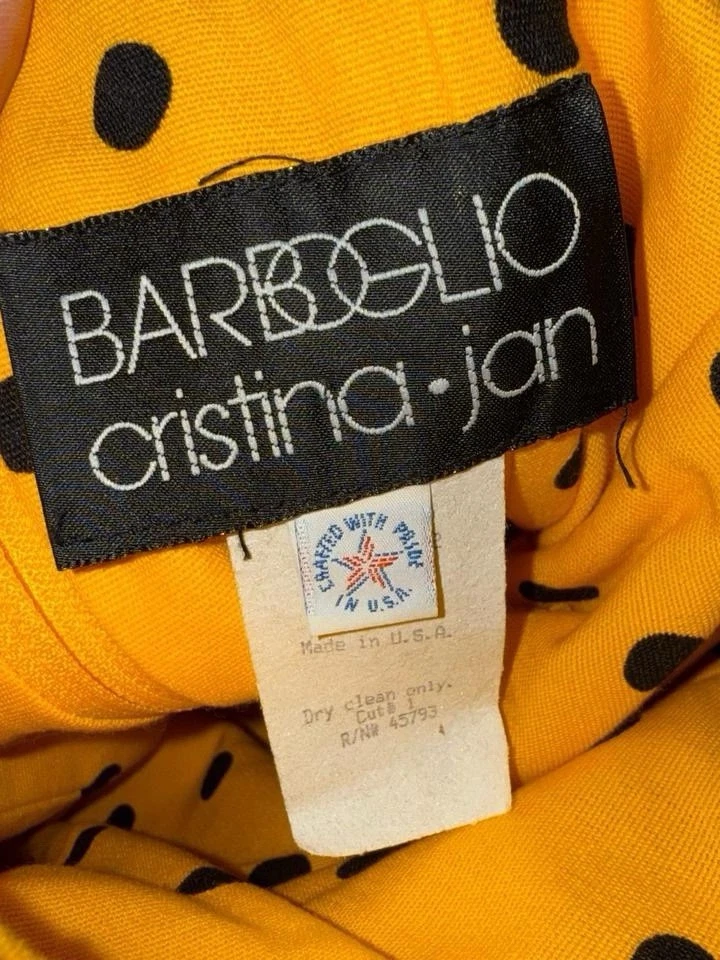 BARBOGLIO
cristina • jan
CRAFTED WITH PRIDE
IN U.S.A.
Made in U.S.A.
Dry clean only.
Cut# 1
R/N# 45793